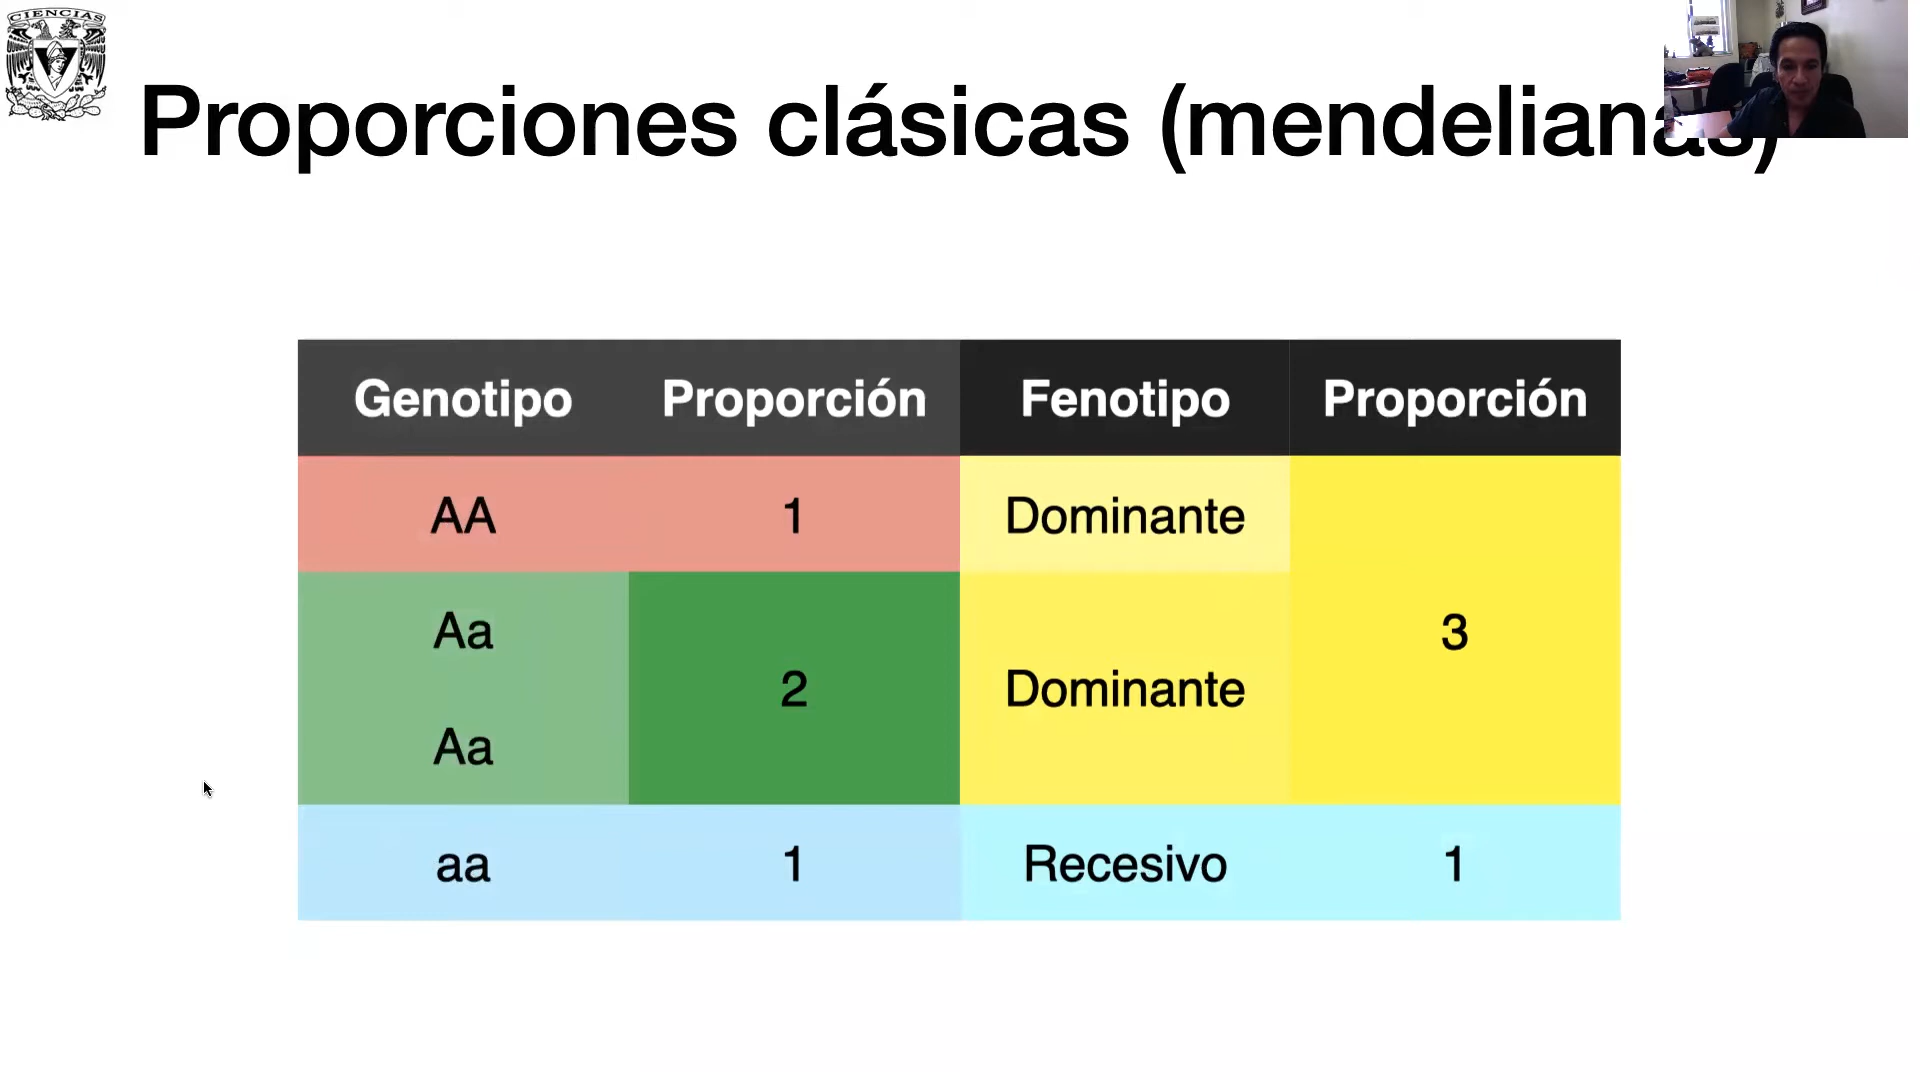 CIENCIAS
Proporciones clásicas (mendelianas)
Genotipo Proporción Fenotipo Proporción
AA 1 Dominante
Aa 3
2 Dominante
Aa
aa 1 Recesivo 1